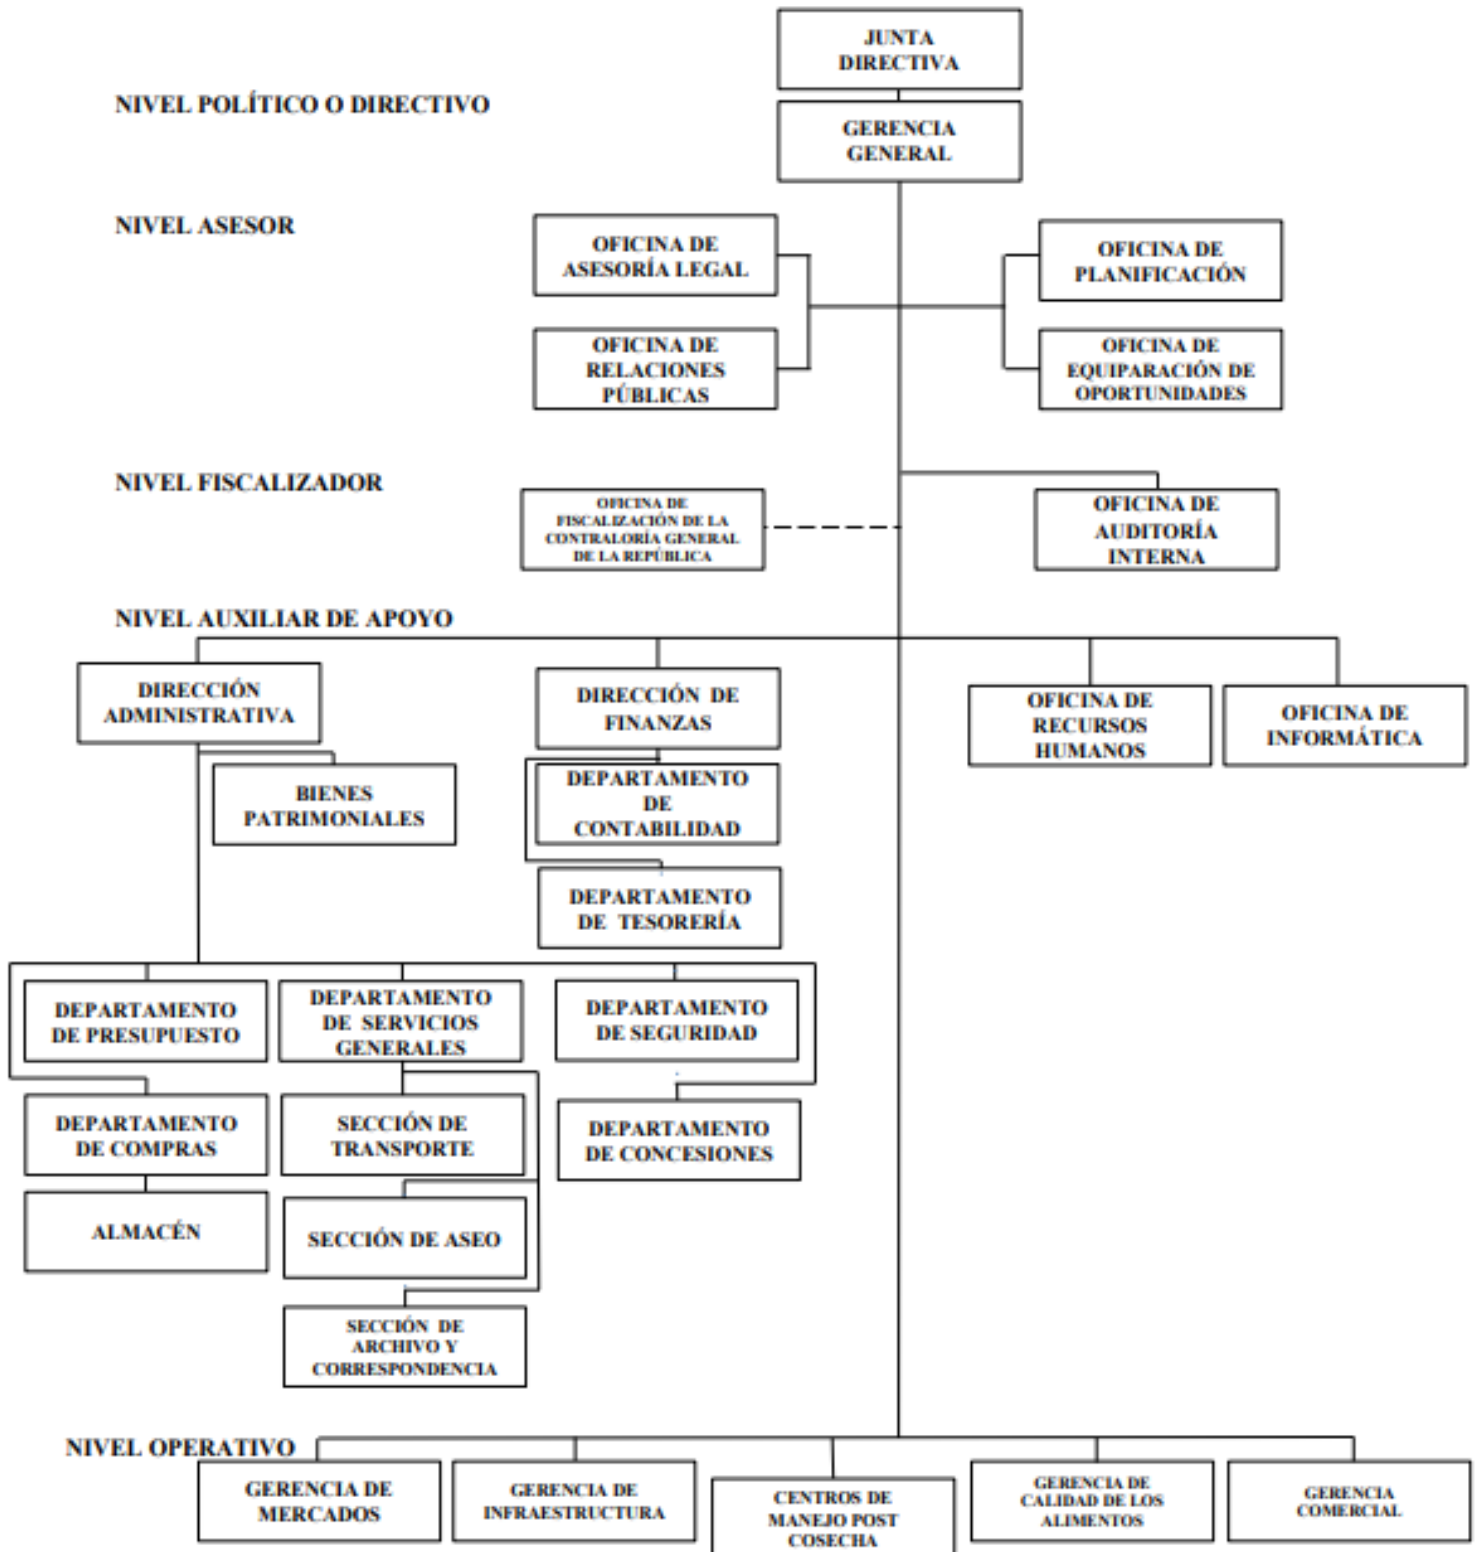 JUNTA
DIRECTIVA
NIVEL POLÍTICO O DIRECTIVO
GERENCIA
GENERAL
NIVEL ASESOR
OFICINA DE
ASESORÍA LEGAL
OFICINA DE
PLANIFICACIÓN
OFICINA DE
RELACIONES
PÚBLICAS
OFICINA DE
EQUIPARACIÓN DE
OPORTUNIDADES
NIVEL FISCALIZADOR
OFICINA DE
FISCALIZACIÓN DE LA
CONTRALORÍA GENERAL
DE LA REPÚBLICA
OFICINA DE
AUDITORÍA
INTERNA
NIVEL AUXILIAR DE APOYO
DIRECCIÓN
ADMINISTRATIVA
DIRECCIÓN DE
FINANZAS
OFICINA DE
RECURSOS
HUMANOS
OFICINA DE
INFORMÁTICA
BIENES
PATRIMONIALES
DEPARTAMENTO
DE
CONTABILIDAD
DEPARTAMENTO
DE TESORERÍA
DEPARTAMENTO
DE PRESUPUESTO
DEPARTAMENTO
DE SERVICIOS
GENERALES
DEPARTAMENTO
DE SEGURIDAD
DEPARTAMENTO
DE COMPRAS
SECCIÓN DE
TRANSPORTE
DEPARTAMENTO
DE CONCESIONES
ALMACÉN
SECCIÓN DE ASEO
SECCIÓN DE
ARCHIVO Y
CORRESPONDENCIA
NIVEL OPERATIVO
GERENCIA DE
MERCADOS
GERENCIA DE
INFRAESTRUCTURA
CENTROS DE
MANEJO POST
COSECHA
GERENCIA DE
CALIDAD DE LOS
ALIMENTOS
GERENCIA
COMERCIAL